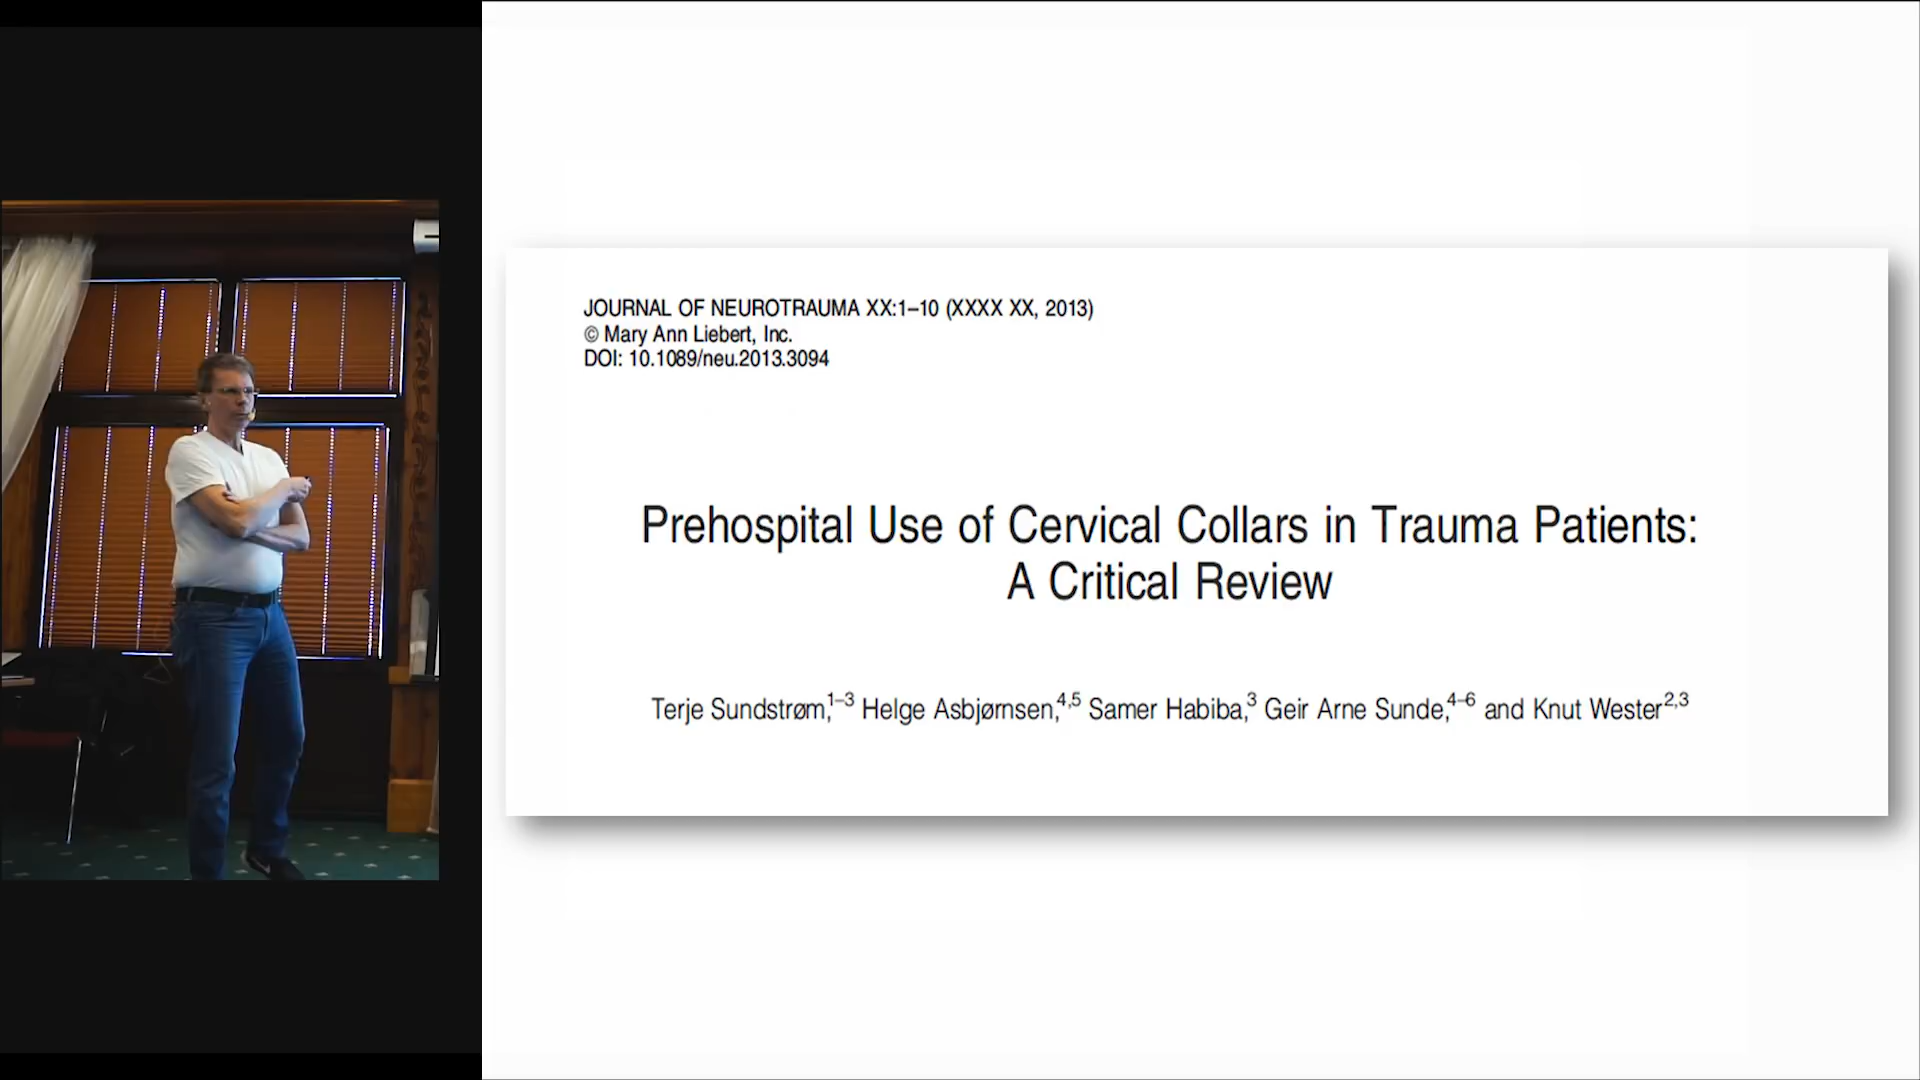 JOURNAL OF NEUROTRAUMA XX:1–10 (XXXX XX, 2013)
© Mary Ann Liebert, Inc.
DOI: 10.1089/neu.2013.3094
Prehospital Use of Cervical Collars in Trauma Patients:
A Critical Review
Terje Sundstrøm,1–3 Helge Asbjørnsen,4,5 Samer Habiba,3 Geir Arne Sunde,4–6 and Knut Wester2,3